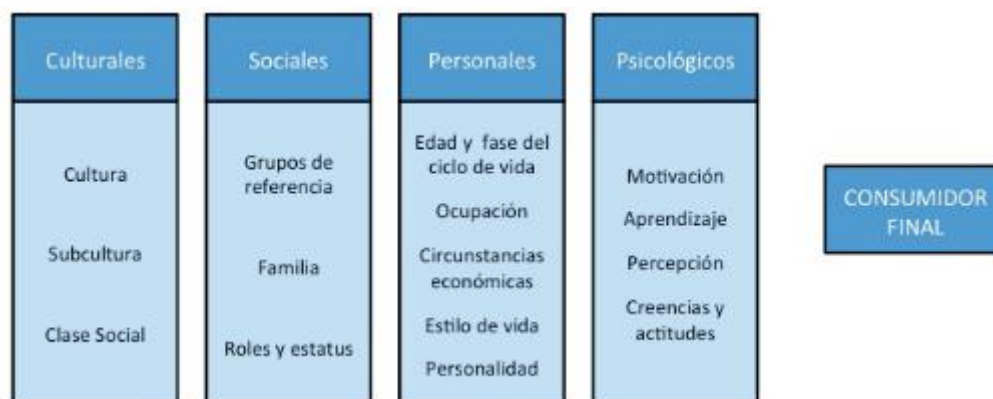 Culturales
Cultura
Subcultura
Clase Social
Sociales
Grupos de
referencia
Familia
Roles y estatus
Personales
Edad y fase del
ciclo de vida
Ocupación
Circunstancias
económicas
Estilo de vida
Personalidad
Psicológicos
Motivación
Aprendizaje
Percepción
Creencias y
actitudes
CONSUMIDOR
FINAL